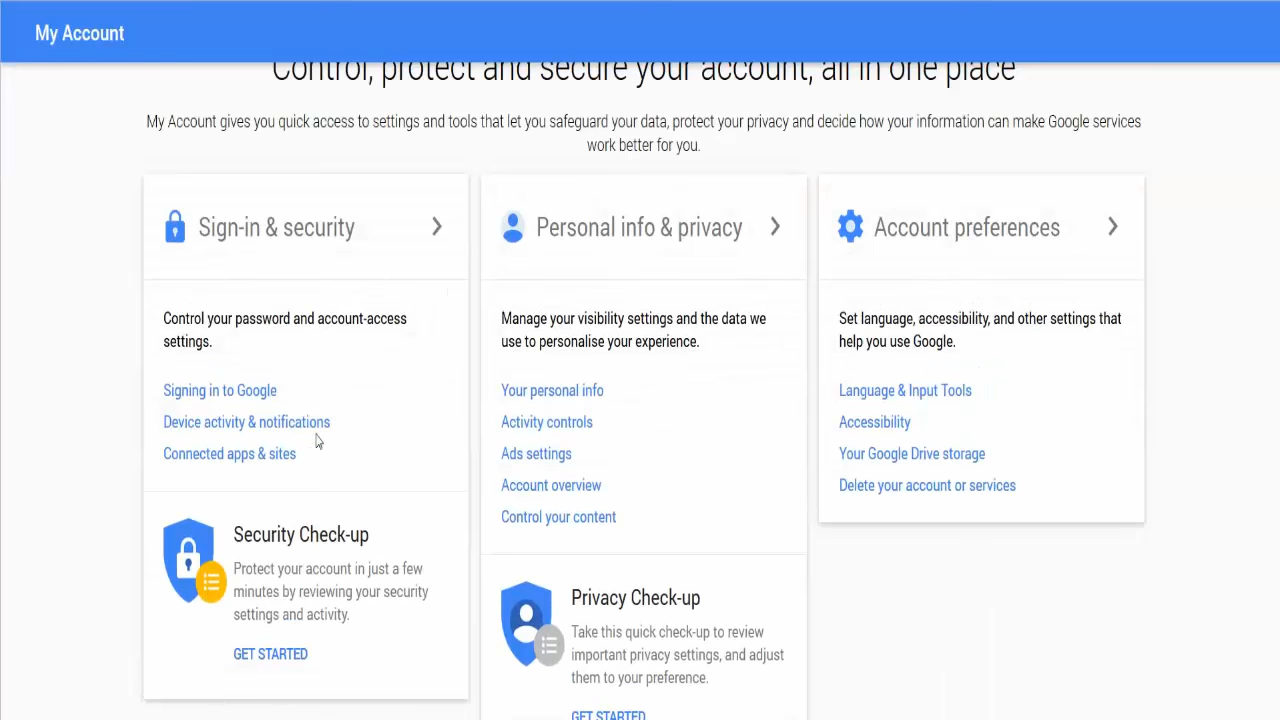 My Account
Control, protect and secure your account, all in one place
My Account gives you quick access to settings and tools that let you safeguard your data, protect your privacy and decide how your information can make Google services
work better for you.
Sign-in & security
Control your password and account-access
settings.
Signing in to Google
Device activity & notifications
Connected apps & sites
Security Check-up
Protect your account in just a few
minutes by reviewing your security
settings and activity.
GET STARTED
Personal info & privacy
Manage your visibility settings and the data we
use to personalise your experience.
Your personal info
Activity controls
Ads settings
Account overview
Control your content
Privacy Check-up
Take this quick check-up to review
important privacy settings, and adjust
them to your preference.
GET STARTED
Account preferences
Set language, accessibility, and other settings that
help you use Google.
Language & Input Tools
Accessibility
Your Google Drive storage
Delete your account or services